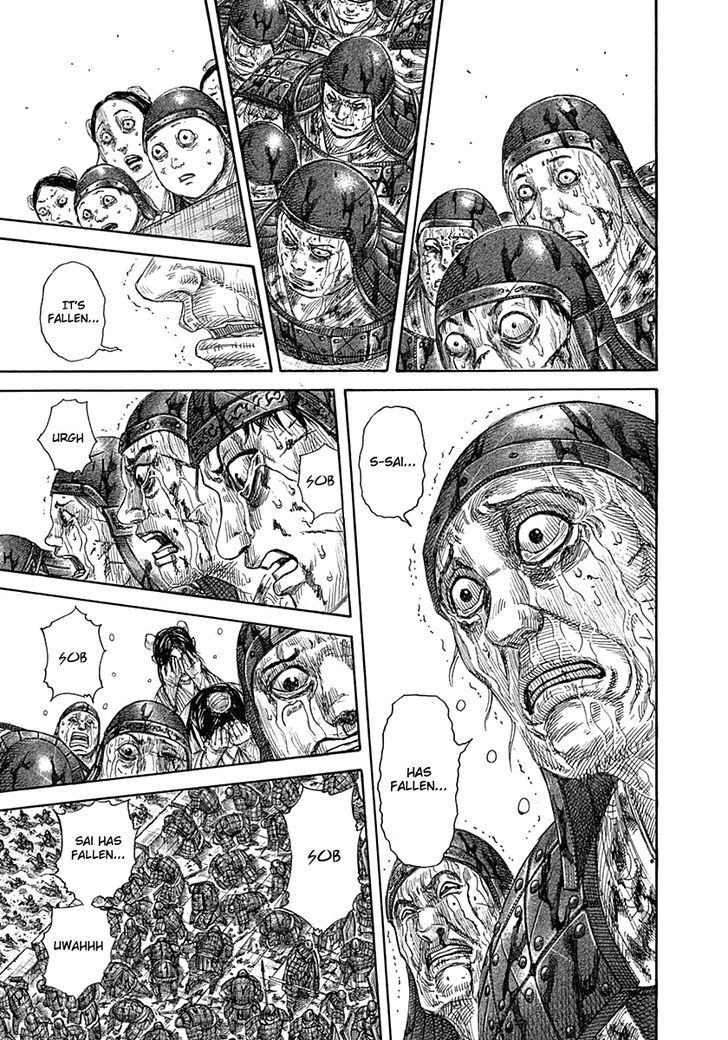 IT'S
FALLEN...
S-SAI...
HAS
FALLEN...
SOB
URGH
SOB
SOB
SAI HAS
FALLEN...
UWAHHH